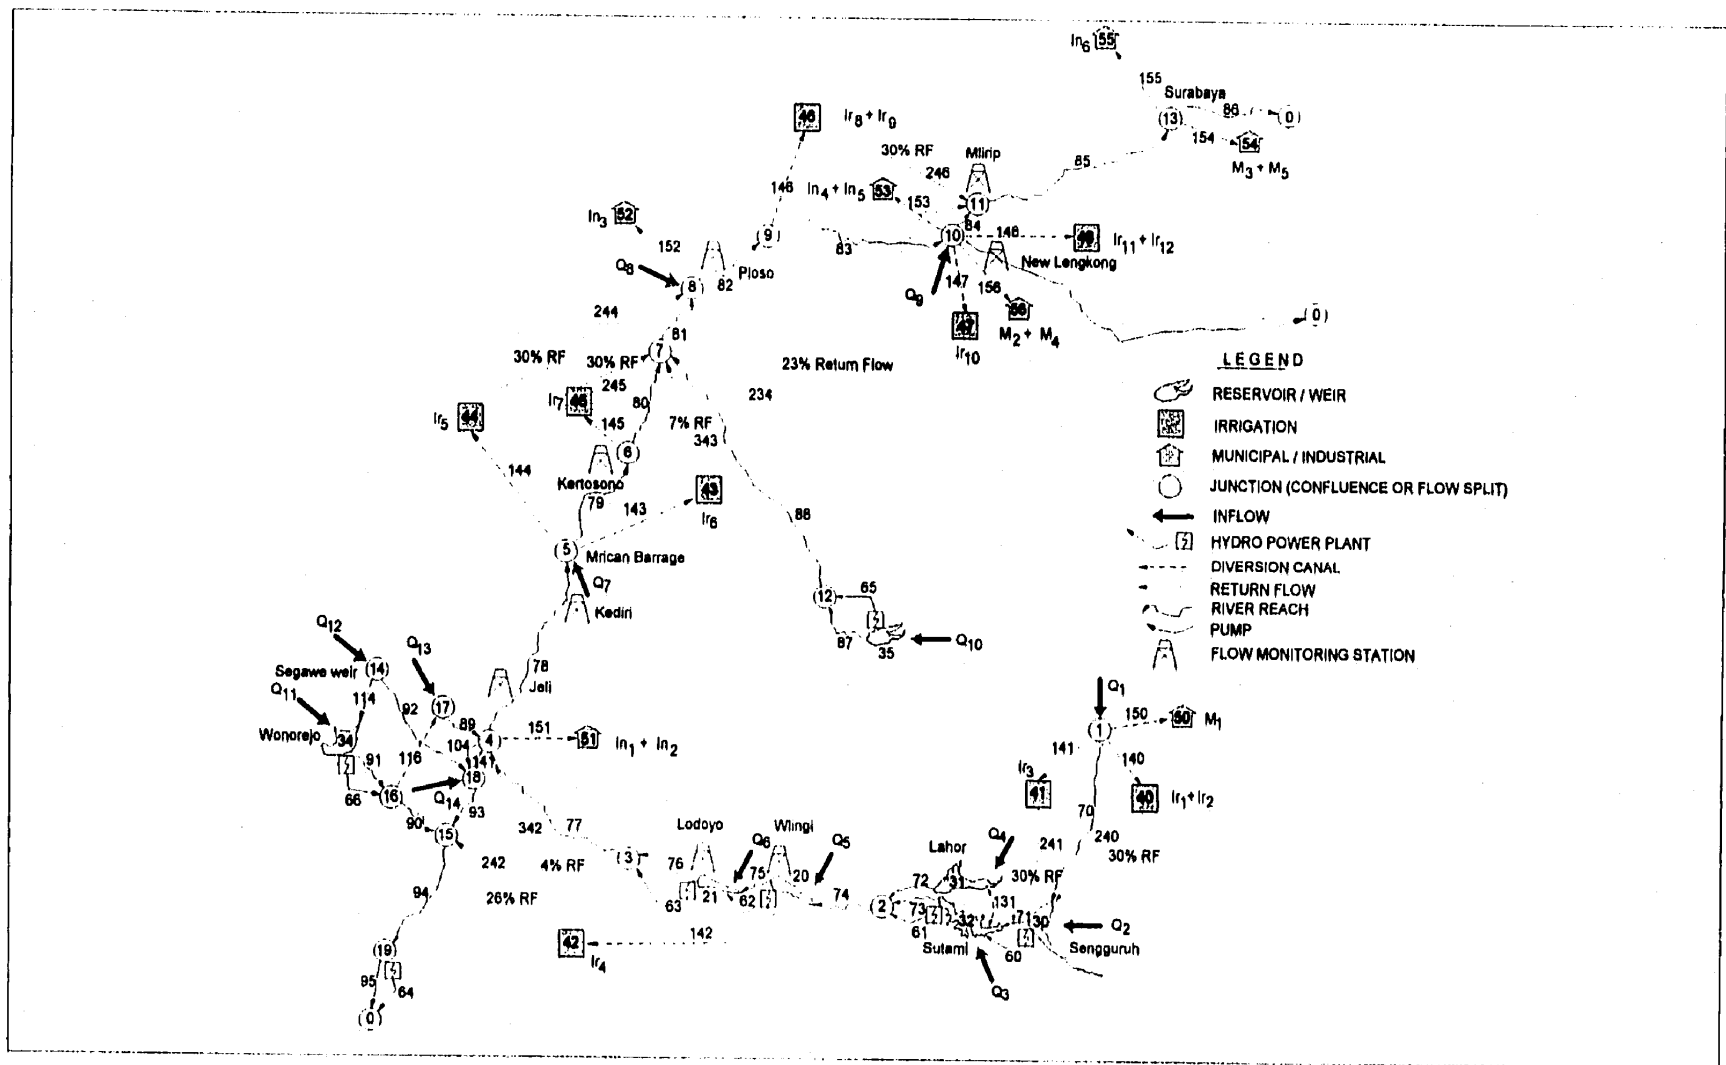 In6 55
155
Surabaya
86
0
13
154
54
M3 + M5
46
Ir8 + Ir9
30% RF
Mlirip
246
85
146
In4 + In5 53
153
11
84
In3 52
152
9
83
10
148
Ir11 + Ir12
New Lengkong
Q8
Ploso
82
8
Q9
147
156
56
M2 + M4
47
Ir10
0
244
81
30% RF
30% RF
7
23% Return Flow
245
234
Ir7
80
Ir5
44
145
7% RF
343
6
144
Kertosono
79
43
143
Ir6
88
5
Mrican Barrage
Q7
Kediri
12
65
87
35
Q10
LEGEND
RESERVOIR / WEIR
IRRIGATION
MUNICIPAL / INDUSTRIAL
JUNCTION (CONFLUENCE OR FLOW SPLIT)
INFLOW
HYDRO POWER PLANT
DIVERSION CANAL
RETURN FLOW
RIVER REACH
PUMP
FLOW MONITORING STATION
Q12
Q13
78
Segawe weir
14
Jeli
Q11
114
92
17
89
Wonorejo
34
104
4
151
51
In1 + In2
91
116
141
18
66
16
Q14
93
90
15
342
77
242
4% RF
3
94
26% RF
42
Ir4
142
19
95
64
0
Lodoyo
Wlingi
Q6
Q5
76
75
20
74
63
21
62
2
Q1
150
50
M1
1
141
140
Ir3
41
40
Ir1+Ir2
70
Q4
241
240
30% RF
Lahor
72
31
30% RF
131
73
32
71
30
Q2
61
Sutami
60
Sengguruh
Q3